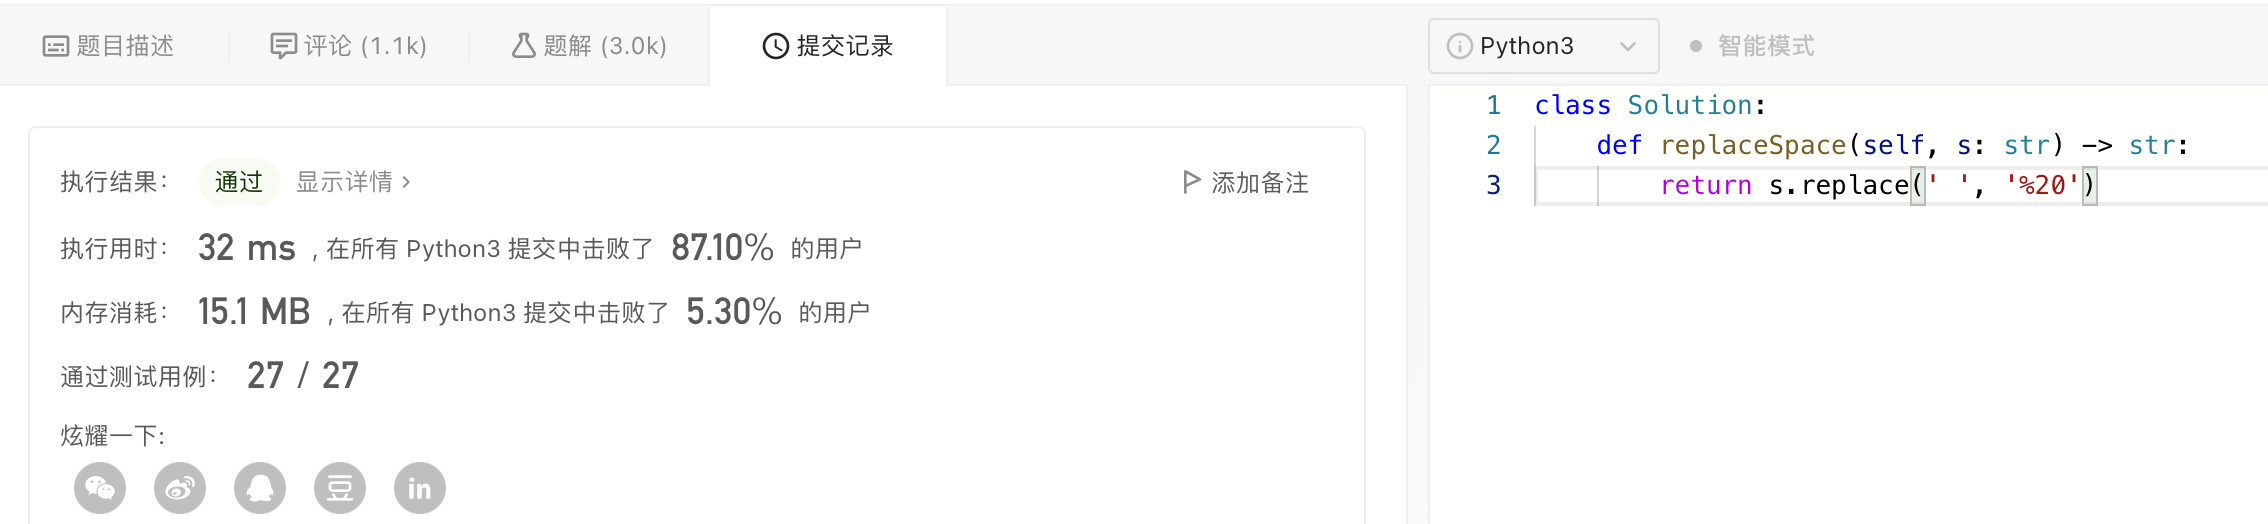 题目描述 评论 (1.1k) 题解 (3.0k) 提交记录
执行结果： 通过 显示详情 › 添加备注
执行用时： 32 ms , 在所有 Python3 提交中击败了 87.10% 的用户
内存消耗： 15.1 MB , 在所有 Python3 提交中击败了 5.30% 的用户
通过测试用例： 27 / 27
炫耀一下:
豆 in
Python3 智能模式
1 class Solution:
2 def replaceSpace(self, s: str) -> str:
3 return s.replace(' ', '%20')